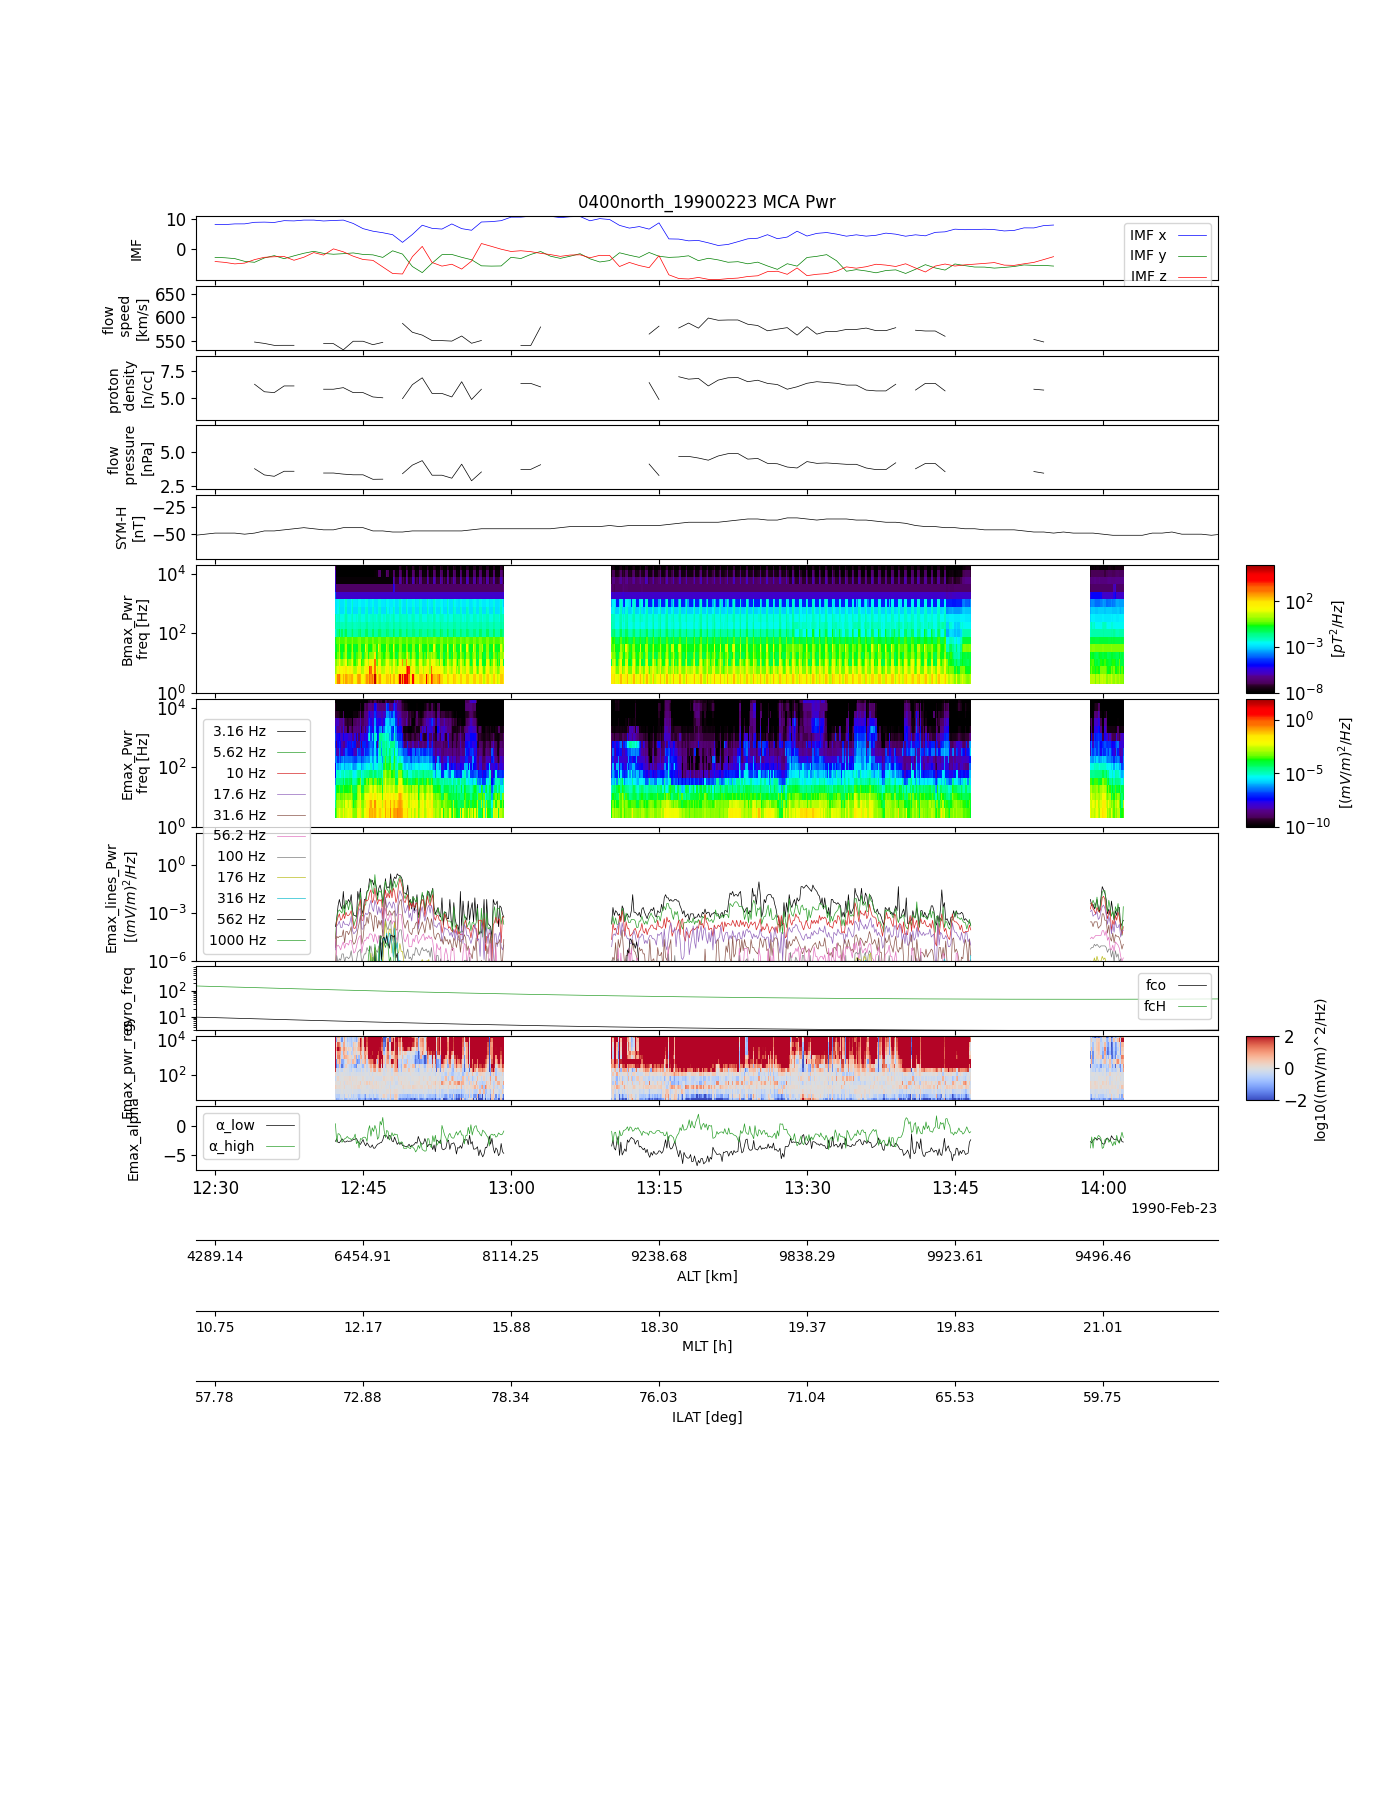 0400north_19900223 MCA Pwr
10
0
IMF
IMF x
IMF y
IMF z
650
600
550
flow
speed
[km/s]
7.5
5.0
proton
density
[n/cc]
5.0
2.5
flow
pressure
[nPa]
−25
−50
SYM-H
[nT]
10^4
10^2
10^0
Bmax_Pwr
freq [Hz]
10^2
10^−3
10^−8
[pT^2/Hz]
10^4
10^2
10^0
Emax_Pwr
freq [Hz]
10^0
10^−5
10^−10
[(mV/m)^2/Hz]
3.16 Hz
5.62 Hz
10 Hz
17.6 Hz
31.6 Hz
56.2 Hz
100 Hz
176 Hz
316 Hz
562 Hz
1000 Hz
10^0
10^−3
10^−6
Emax_lines_Pwr
[(mV/m)^2/Hz]
10^2
10^1
gyro_freq
fco
fcH
10^4
10^2
2
0
−2
log10((mV/m)^2/Hz)
0
−5
Emax_alpha
α_low
α_high
12:30 12:45 13:00 13:15 13:30 13:45 14:00
1990-Feb-23
4289.14 6454.91 8114.25 9238.68 9838.29 9923.61 9496.46
ALT [km]
10.75 12.17 15.88 18.30 19.37 19.83 21.01
MLT [h]
57.78 72.88 78.34 76.03 71.04 65.53 59.75
ILAT [deg]